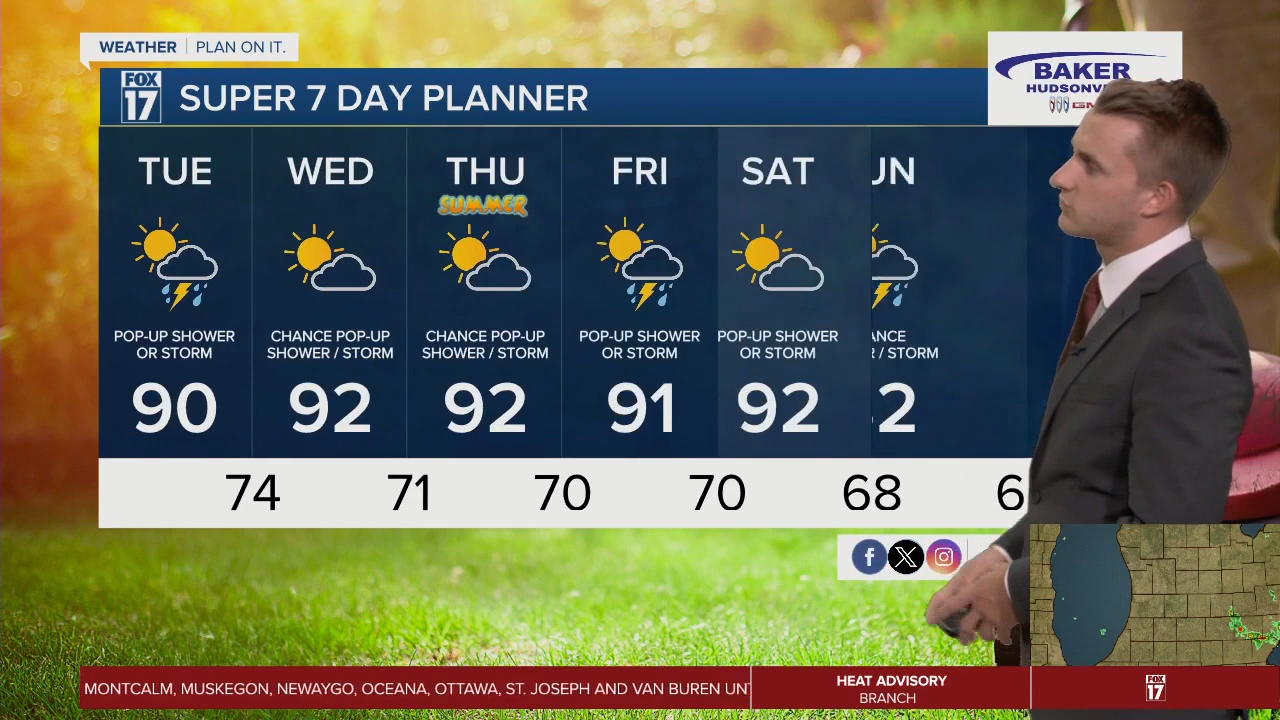 WEATHER | PLAN ON IT.
FOX
17
SUPER 7 DAY PLANNER
BAKER
HUDSONV
GM
TUE
WED
THU
FRI
SAT
UN
SUMMER
POP-UP SHOWER
OR STORM
CHANCE POP-UP
SHOWER / STORM
CHANCE POP-UP
SHOWER / STORM
POP-UP SHOWER
OR STORM
POP-UP SHOWER
OR STORM
ANCE
/ STORM
90
92
92
91
92
2
74
71
70
70
68
6
MONTCALM, MUSKEGON, NEWAYGO, OCEANA, OTTAWA, ST. JOSEPH AND VAN BUREN UNT
HEAT ADVISORY
BRANCH
FOX
17